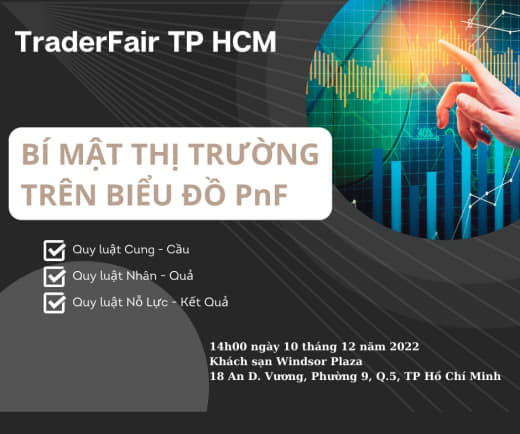 TraderFair TP HCM
BÍ MẬT THỊ TRƯỜNG
TRÊN BIỂU ĐỒ PnF
Quy luật Cung - Cầu
Quy luật Nhân - Quả
Quy luật Nỗ Lực - Kết Quả
14h00 ngày 10 tháng 12 năm 2022
Khách sạn Windsor Plaza
18 An D. Vương, Phường 9, Q.5, TP Hồ Chí Minh
40%